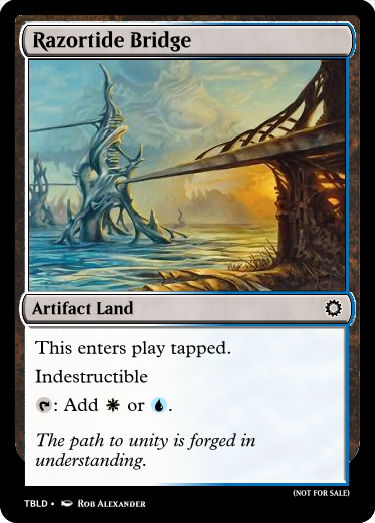 Razortide Bridge
Artifact Land
This enters play tapped.
Indestructible
: Add or .
The path to unity is forged in
understanding.
(NOT FOR SALE)
TBLD • Rob Alexander